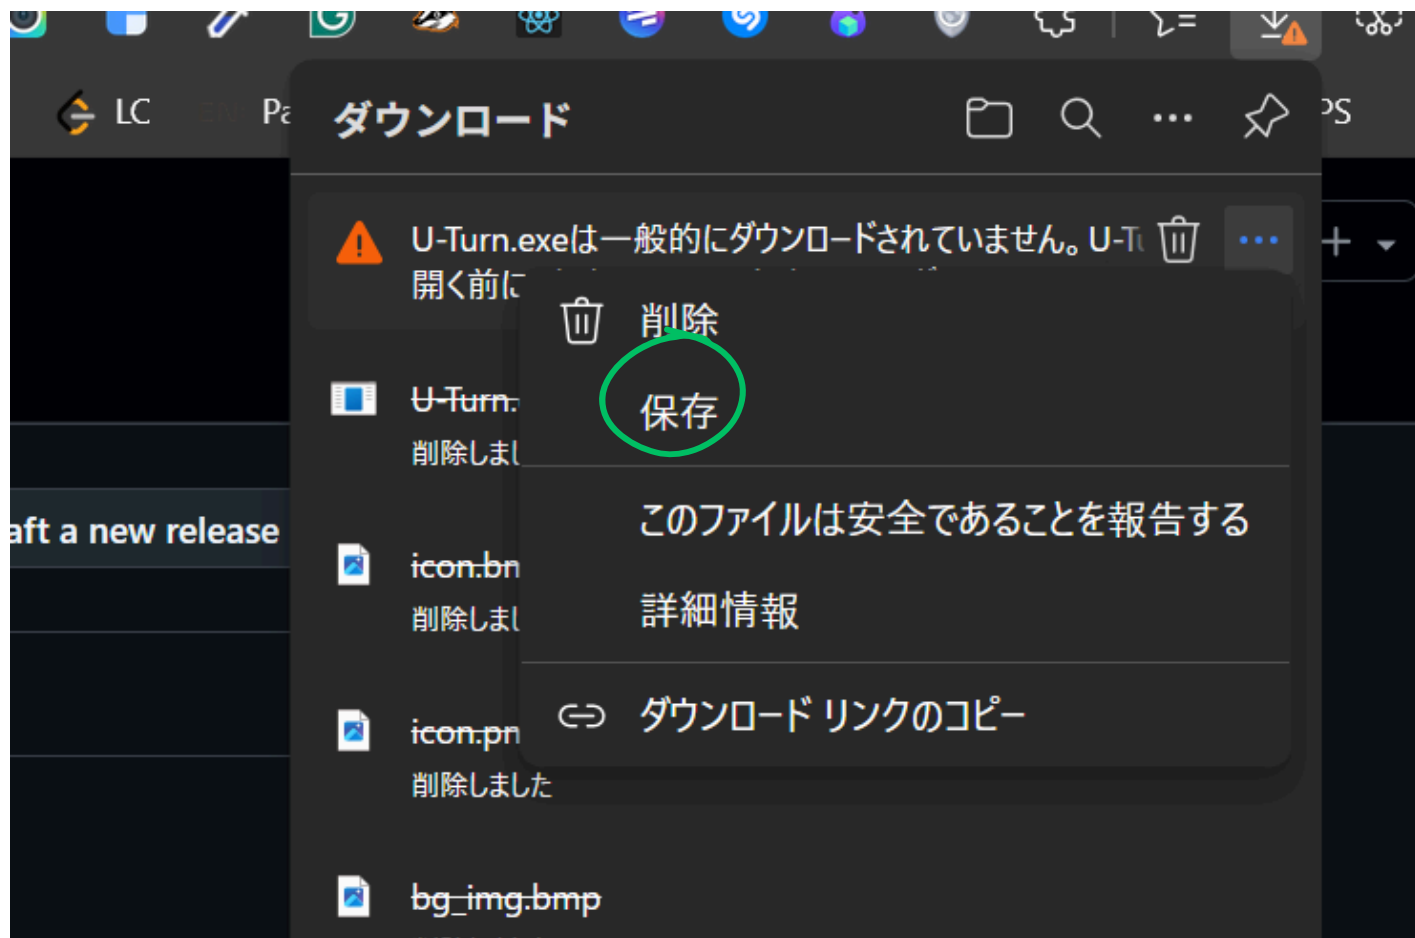 LC
ダウンロード
PS
U-Turn.exeは一般的にダウンロードされていません。U-
開く前に
削除
保存
U-Turn.
削除しまし
このファイルは安全であることを報告する
aft a new release
icon.bm
削除しまし
詳細情報
icon.pn
削除しました
ダウンロード リンクのコピー
bg_img.bmp